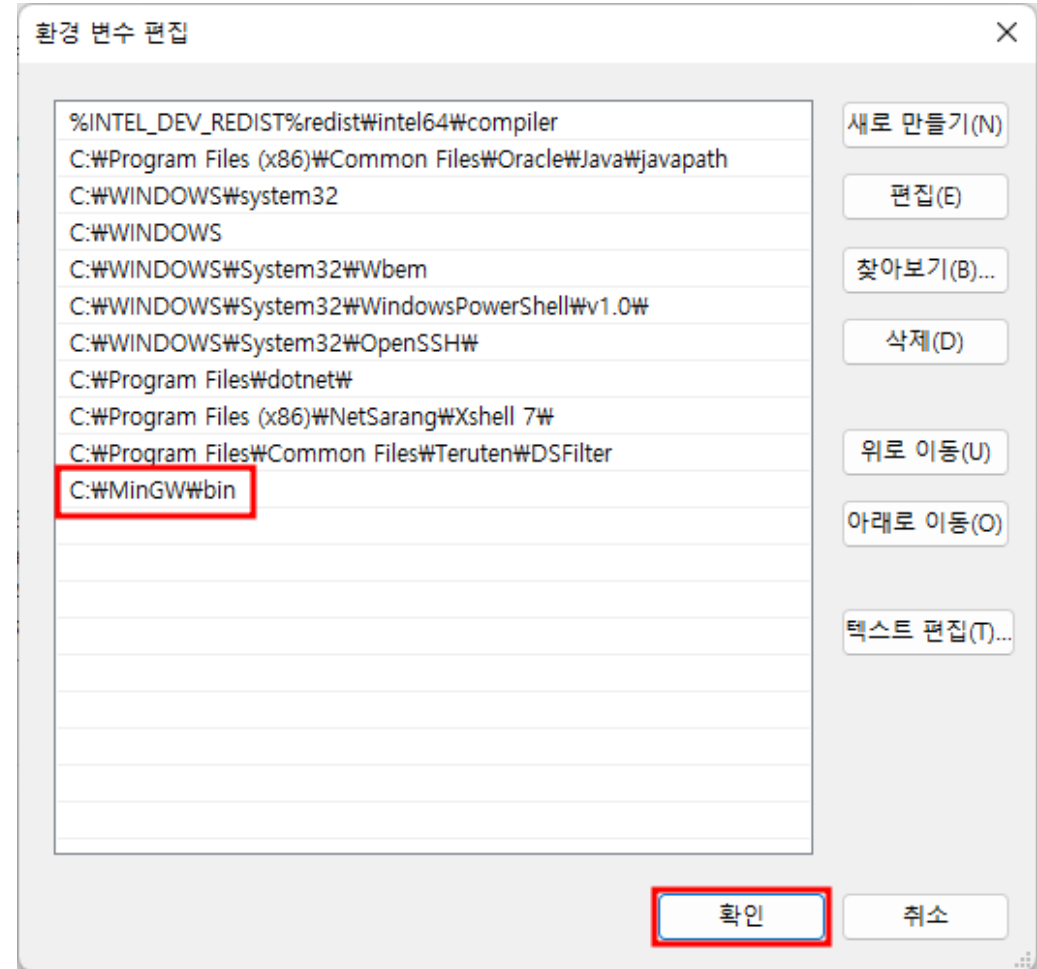 환경 변수 편집
%INTEL_DEV_REDIST%redist₩intel64₩compiler
C:₩Program Files (x86)₩Common Files₩Oracle₩Java₩javapath
C:₩WINDOWS₩system32
C:₩WINDOWS
C:₩WINDOWS₩System32₩Wbem
C:₩WINDOWS₩System32₩WindowsPowerShell₩v1.0₩
C:₩WINDOWS₩System32₩OpenSSH₩
C:₩Program Files₩dotnet₩
C:₩Program Files (x86)₩NetSarang₩Xshell 7₩
C:₩Program Files₩Common Files₩Teruten₩DSFilter
C:₩MinGW₩bin
새로 만들기(N)
편집(E)
찾아보기(B)...
삭제(D)
위로 이동(U)
아래로 이동(O)
텍스트 편집(T)...
확인
취소